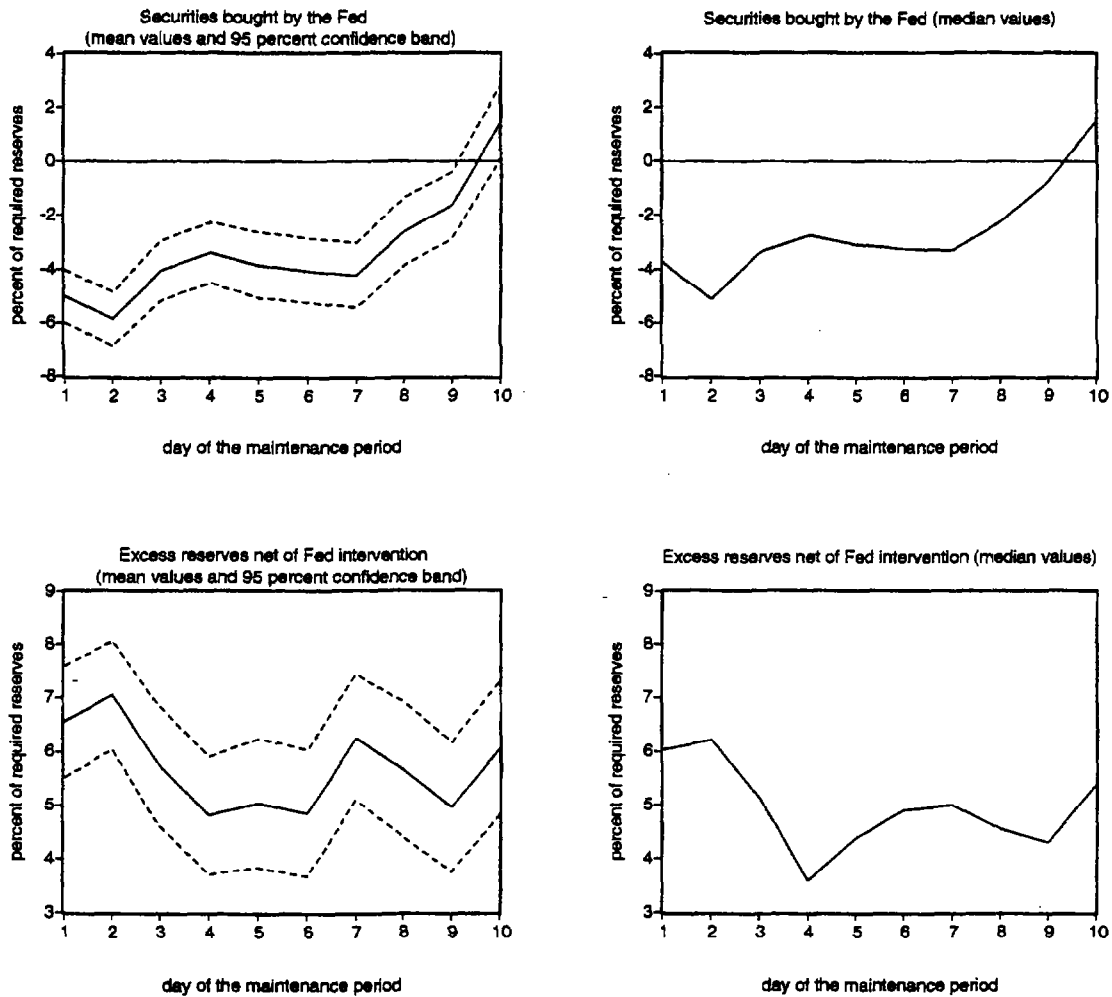 Securities bought by the Fed
(mean values and 95 percent confidence band)
4
2
0
-2
-4
-6
-8
percent of required reserves
1 2 3 4 5 6 7 8 9 10
day of the maintenance period
Securities bought by the Fed (median values)
4
2
0
-2
-4
-6
-8
percent of required reserves
1 2 3 4 5 6 7 8 9 10
day of the maintenance period
Excess reserves net of Fed intervention
(mean values and 95 percent confidence band)
9
8
7
6
5
4
3
percent of required reserves
1 2 3 4 5 6 7 8 9 10
day of the maintenance period
Excess reserves net of Fed intervention (median values)
9
8
7
6
5
4
3
percent of required reserves
1 2 3 4 5 6 7 8 9 10
day of the maintenance period